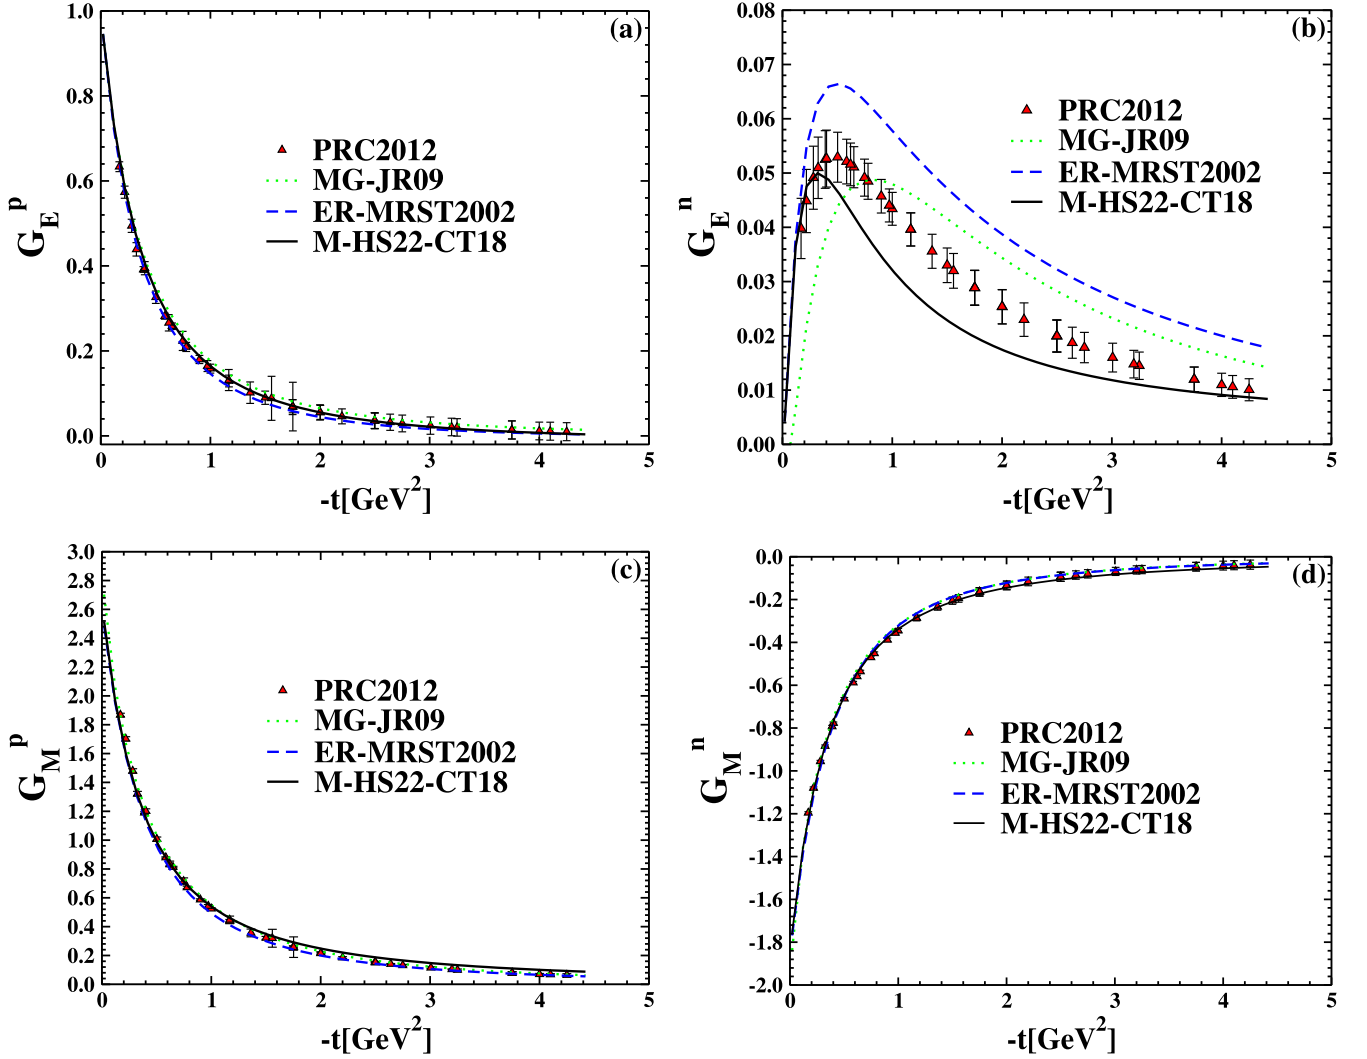 (a)
G_E^p
1.0
0.8
0.6
0.4
0.2
0.0
PRC2012
MG-JR09
ER-MRST2002
M-HS22-CT18
0 1 2 3 4 5
-t[GeV^2]
(b)
G_E^n
0.08
0.07
0.06
0.05
0.04
0.03
0.02
0.01
0.00
PRC2012
MG-JR09
ER-MRST2002
M-HS22-CT18
0 1 2 3 4 5
-t[GeV^2]
(c)
G_M^p
3.0
2.8
2.6
2.4
2.2
2.0
1.8
1.6
1.4
1.2
1.0
0.8
0.6
0.4
0.2
0.0
PRC2012
MG-JR09
ER-MRST2002
M-HS22-CT18
0 1 2 3 4 5
-t[GeV^2]
(d)
G_M^n
0.0
-0.2
-0.4
-0.6
-0.8
-1.0
-1.2
-1.4
-1.6
-1.8
-2.0
PRC2012
MG-JR09
ER-MRST2002
M-HS22-CT18
0 1 2 3 4 5
-t[GeV^2]